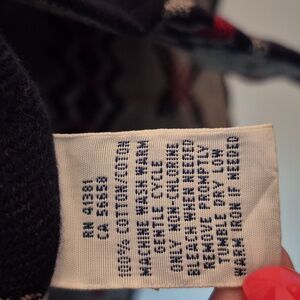 RN 41381
CA 56658
100% COTTON/COTON
MACHINE WASH WARM
GENTLE CYCLE
ONLY NON-CHLORINE
BLEACH WHEN NEEDED
REMOVE PROMPTLY
TUMBLE DRY LOW
WARM IRON IF NEEDED